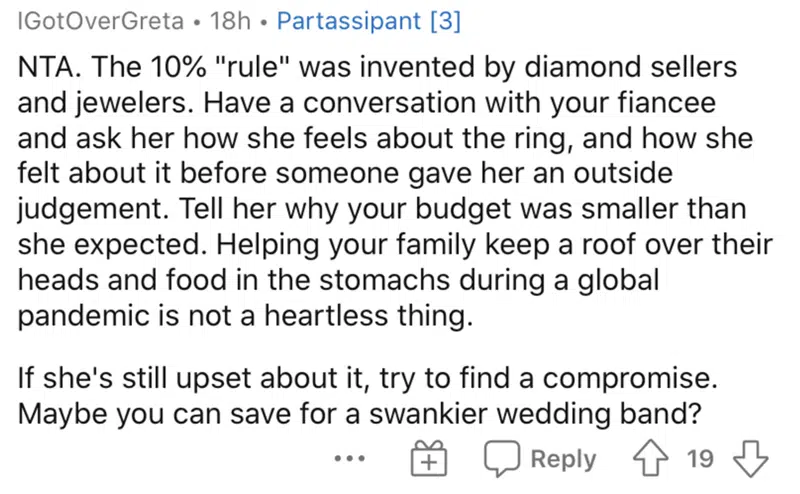 IGotOverGreta • 18h • Partassipant [3]
NTA. The 10% "rule" was invented by diamond sellers
and jewelers. Have a conversation with your fiancee
and ask her how she feels about the ring, and how she
felt about it before someone gave her an outside
judgement. Tell her why your budget was smaller than
she expected. Helping your family keep a roof over their
heads and food in the stomachs during a global
pandemic is not a heartless thing.
If she's still upset about it, try to find a compromise.
Maybe you can save for a swankier wedding band?
Reply 19